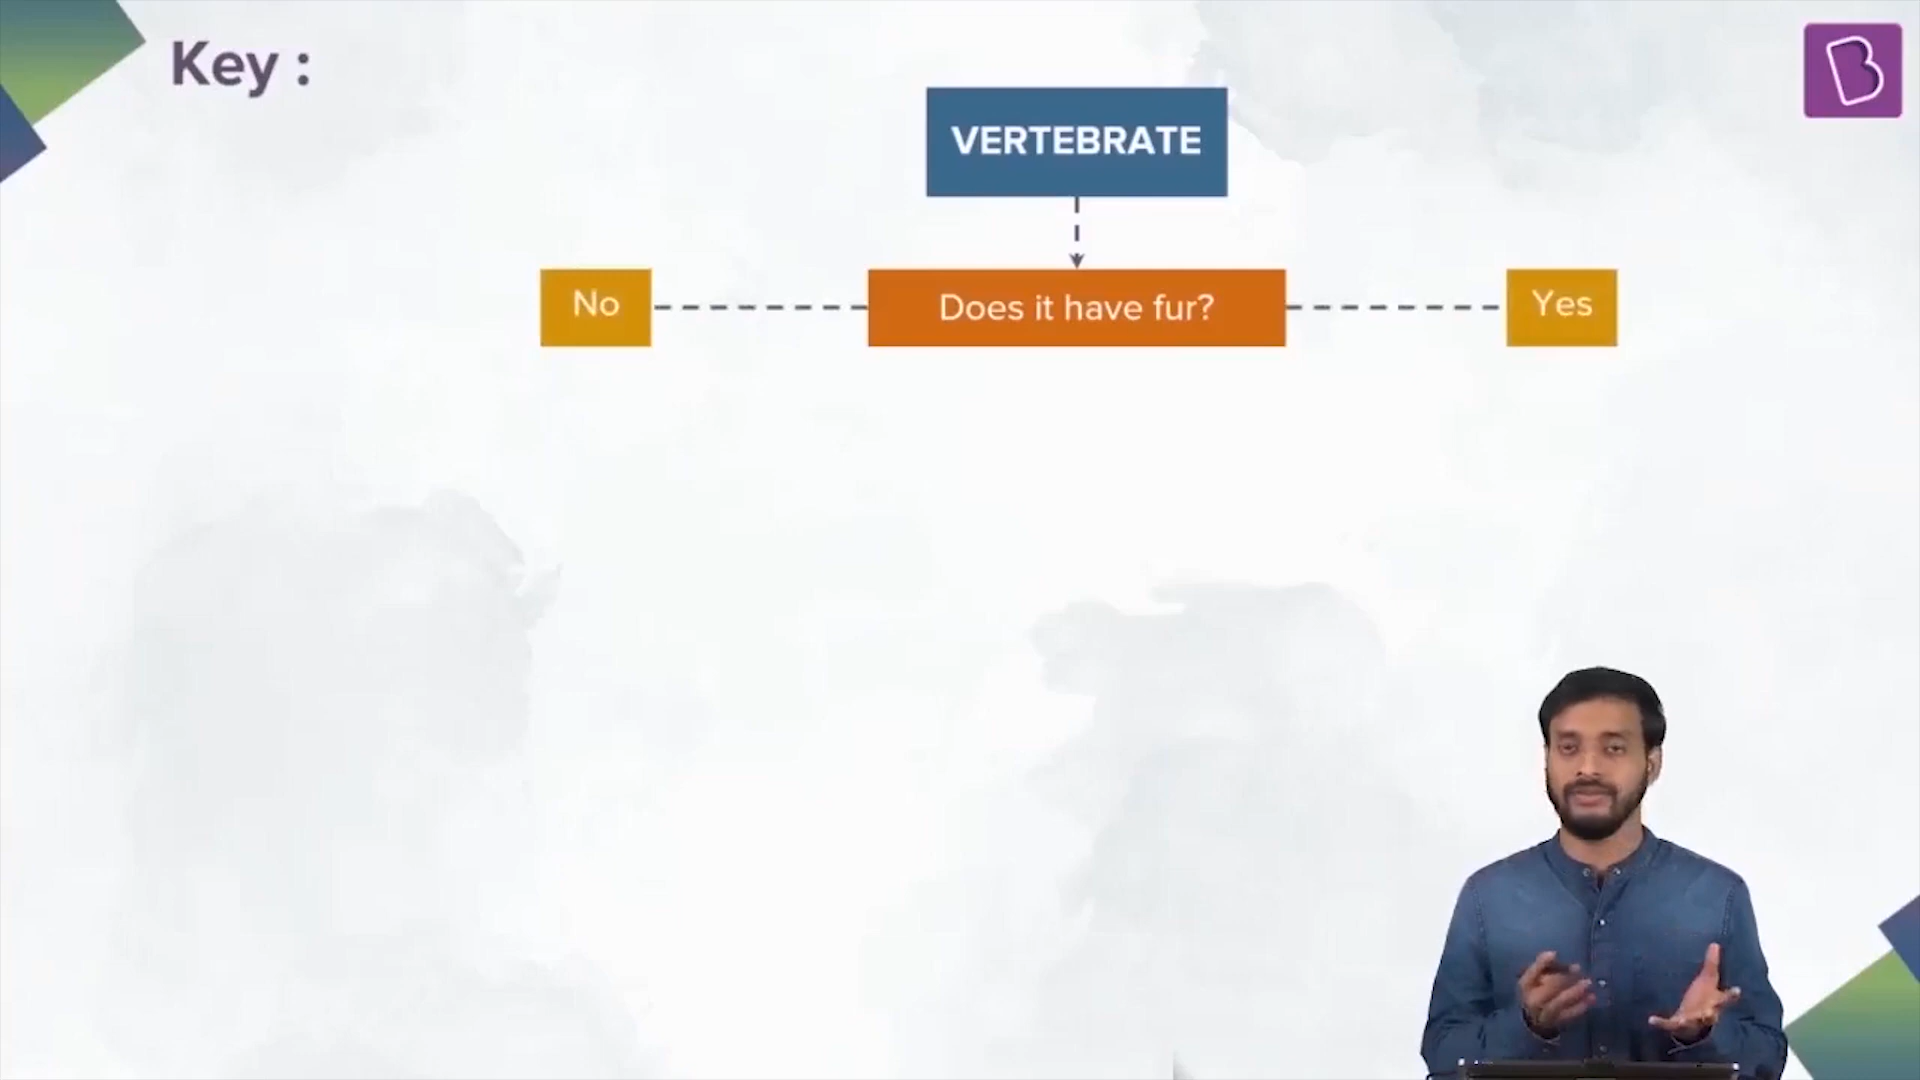 Key :
VERTEBRATE
No
Does it have fur?
Yes